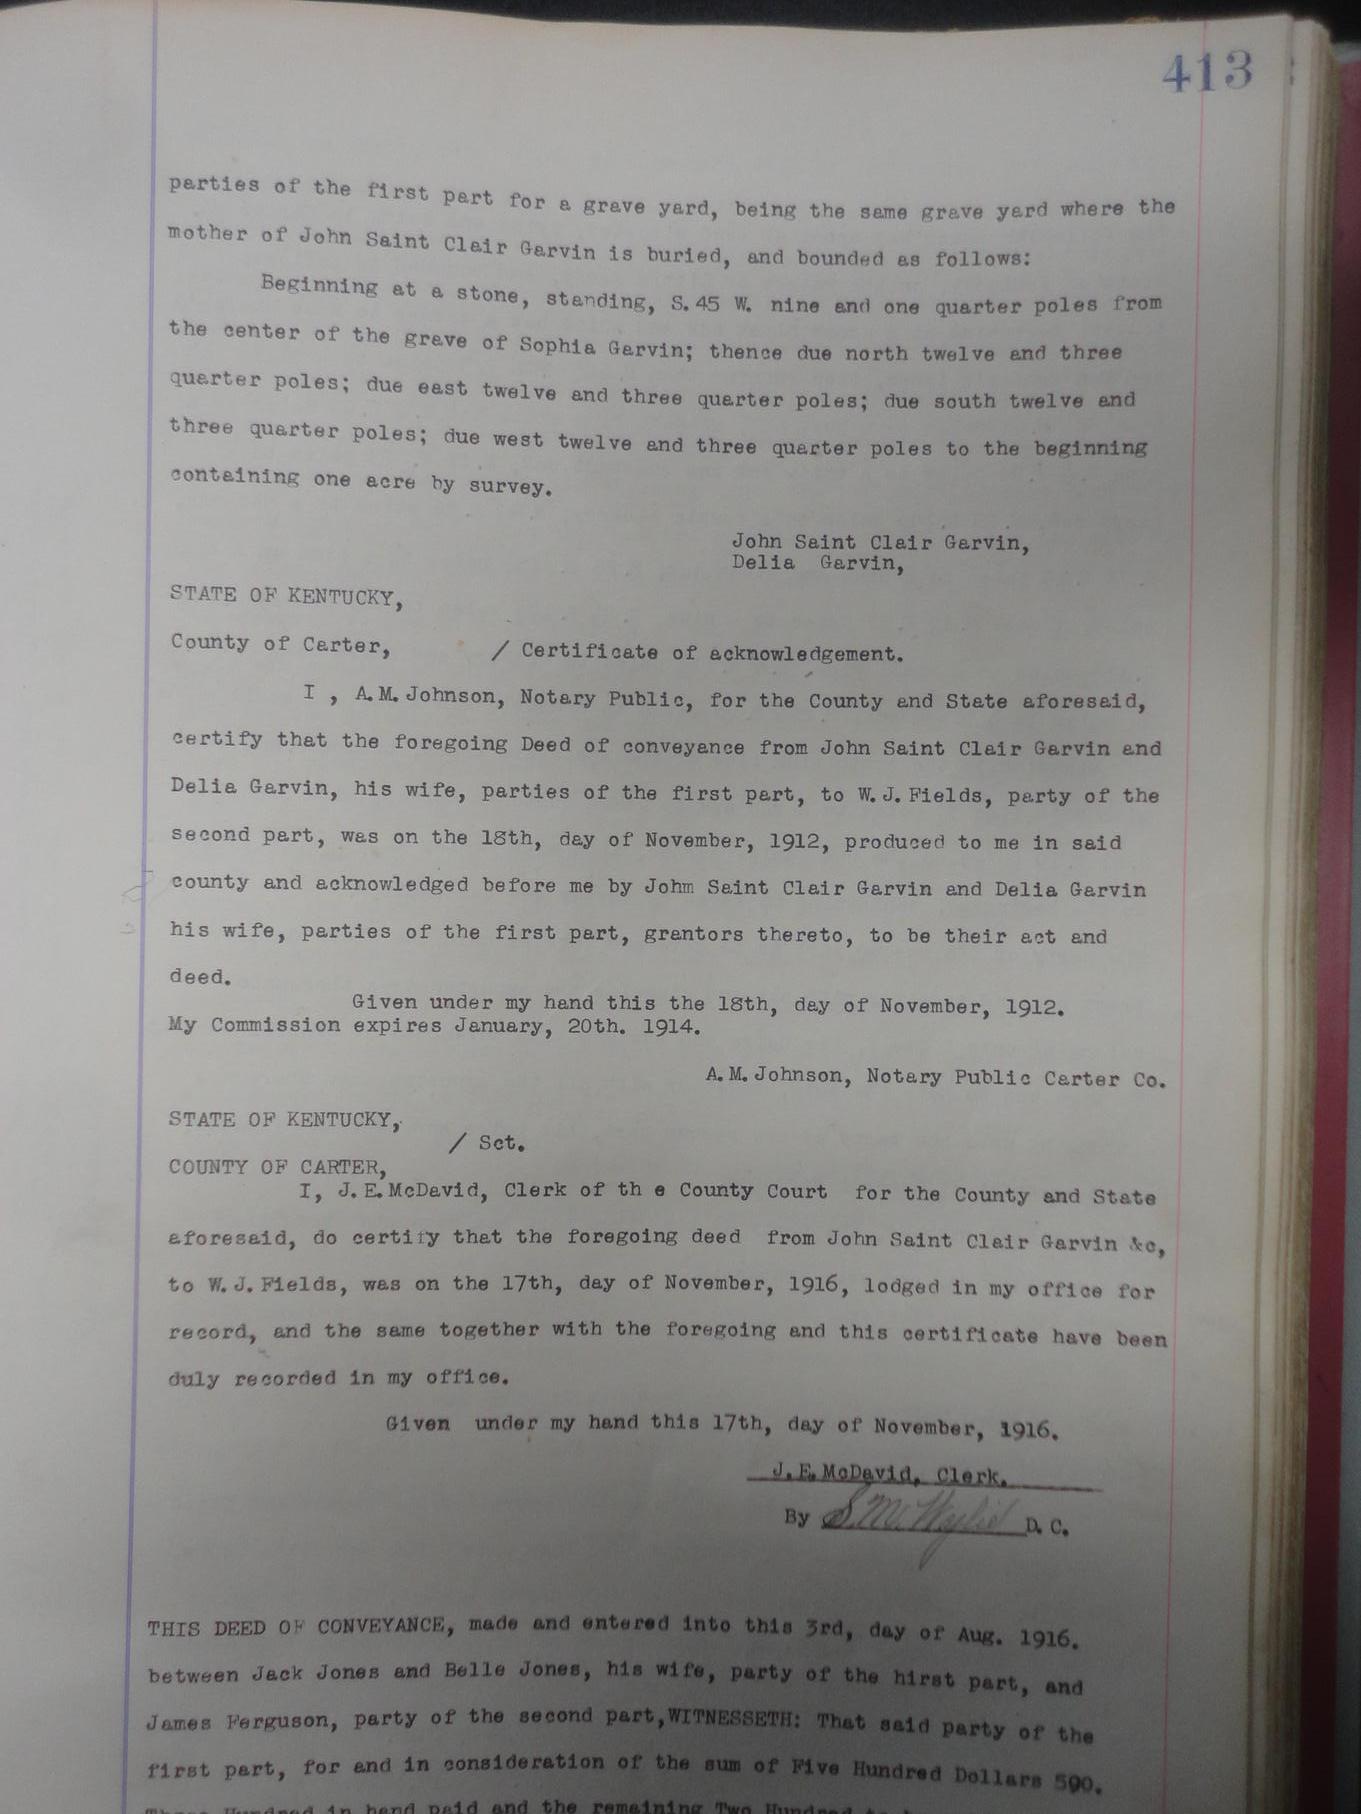 413
parties of the first part for a grave yard, being the same grave yard where the
mother of John Saint Clair Garvin is buried, and bounded as follows:
Beginning at a stone, standing, S. 45 W. nine and one quarter poles from
the center of the grave of Sophia Garvin; thence due north twelve and three
quarter poles; due east twelve and three quarter poles; due south twelve and
three quarter poles; due west twelve and three quarter poles to the beginning
containing one acre by survey.
John Saint Clair Garvin,
Delia Garvin,
STATE OF KENTUCKY,
County of Carter, / Certificate of acknowledgement.
I , A.M. Johnson, Notary Public, for the County and State aforesaid,
certify that the foregoing Deed of conveyance from John Saint Clair Garvin and
Delia Garvin, his wife, parties of the first part, to W. J. Fields, party of the
second part, was on the 18th, day of November, 1912, produced to me in said
county and acknowledged before me by Johm Saint Clair Garvin and Delia Garvin
his wife, parties of the first part, grantors thereto, to be their act and
deed.
Given under my hand this the 18th, day of November, 1912.
My Commission expires January, 20th. 1914.
A.M. Johnson, Notary Public Carter Co.
STATE OF KENTUCKY,
/ Sct.
COUNTY OF CARTER,
I, J. E. McDavid, Clerk of th e County Court for the County and State
aforesaid, do certify that the foregoing deed from John Saint Clair Garvin &c,
to W. J. Fields, was on the 17th, day of November, 1916, lodged in my office for
record, and the same together with the foregoing and this certificate have been
duly recorded in my office.
Given under my hand this 17th, day of November, 1916.
J. E. McDavid, Clerk.
By S.M. Wylie D. C.
THIS DEED OF CONVEYANCE, made and entered into this 3rd, day of Aug. 1916.
between Jack Jones and Belle Jones, his wife, party of the hirst part, and
James Ferguson, party of the second part,WITNESSETH: That said party of the
first part, for and in consideration of the sum of Five Hundred Dollars 500.
Three Hundred in hand paid and the remaining Two Hundred